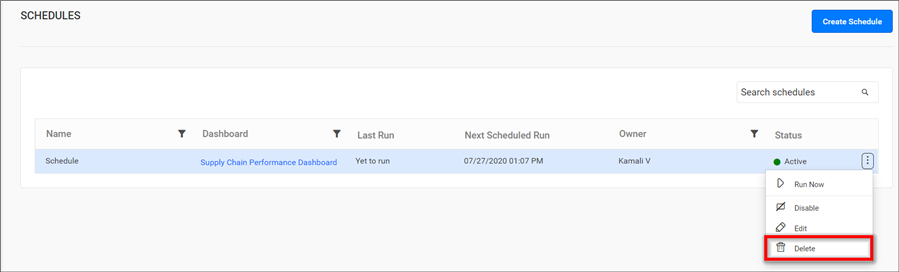 SCHEDULES
Create Schedule
Search schedules
Name Dashboard Last Run Next Scheduled Run Owner Status
Schedule Supply Chain Performance Dashboard Yet to run 07/27/2020 01:07 PM Kamali V Active
Run Now
Disable
Edit
Delete